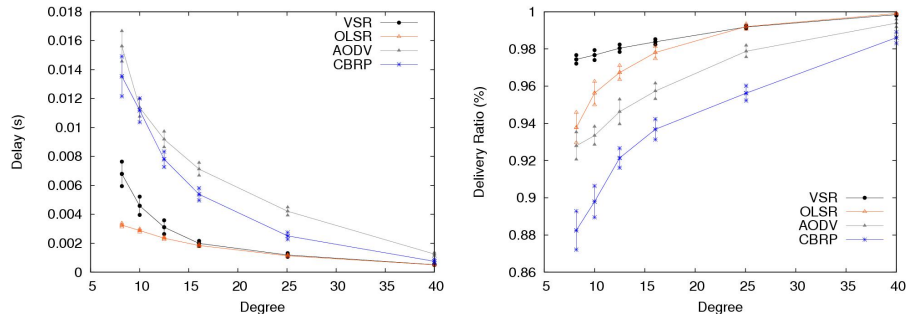 0.018
0.016
0.014
0.012
0.01
0.008
0.006
0.004
0.002
0
Delay (s)
VSR
OLSR
AODV
CBRP
5 10 15 20 25 30 35 40
Degree
1
0.98
0.96
0.94
0.92
0.9
0.88
0.86
Delivery Ratio (%)
VSR
OLSR
AODV
CBRP
5 10 15 20 25 30 35 40
Degree